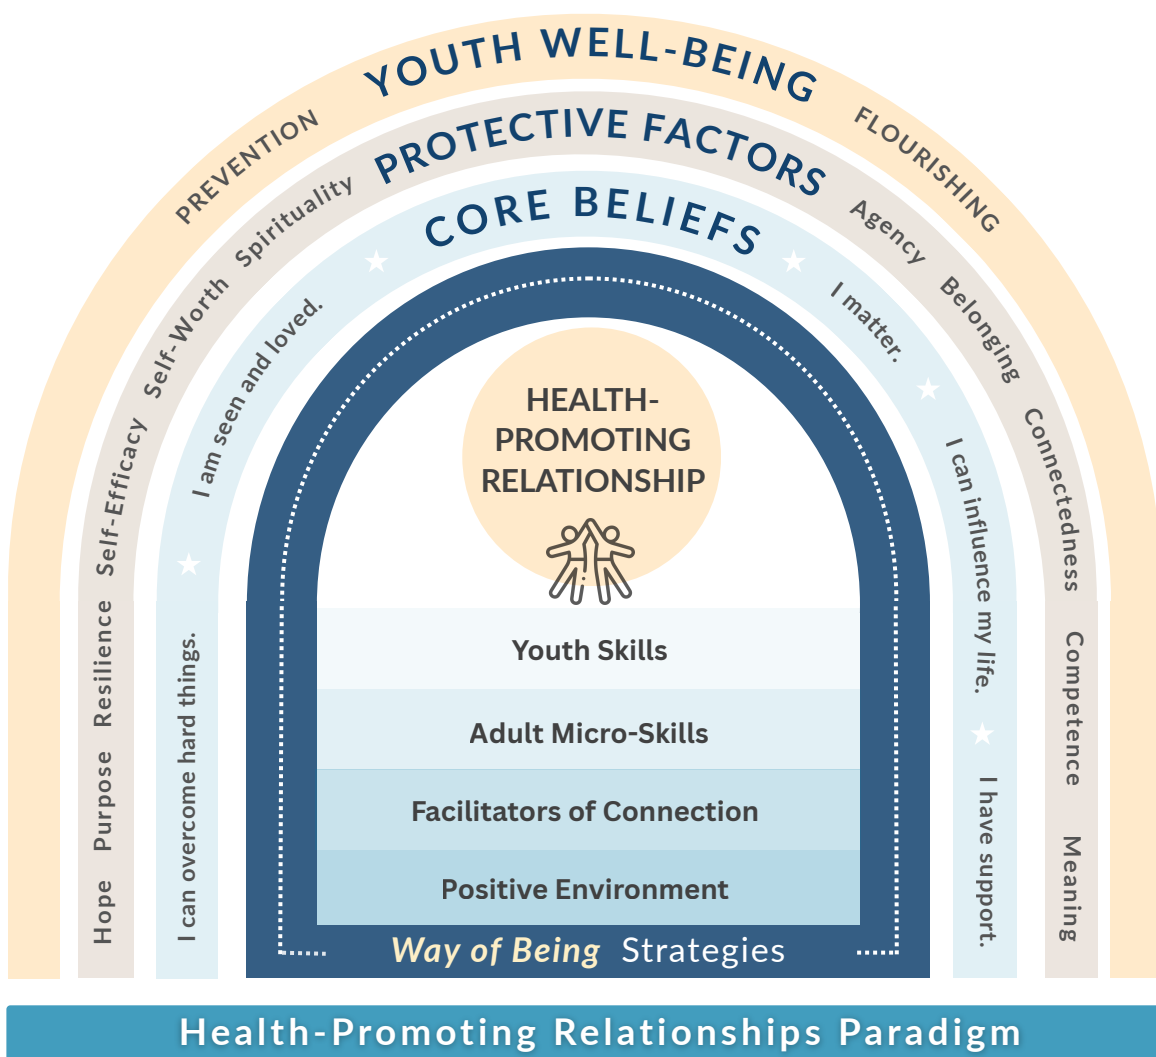 YOUTH WELL-BEING
PREVENTION
FLOURISHING
PROTECTIVE FACTORS
Hope
Purpose
Resilience
Self-Efficacy
Self-Worth
Spirituality
Agency
Belonging
Connectedness
Competence
Meaning
CORE BELIEFS
I can overcome hard things.
I am seen and loved.
I matter.
I can influence my life.
I have support.
HEALTH-
PROMOTING
RELATIONSHIP
Youth Skills
Adult Micro-Skills
Facilitators of Connection
Positive Environment
Way of Being Strategies
Health-Promoting Relationships Paradigm